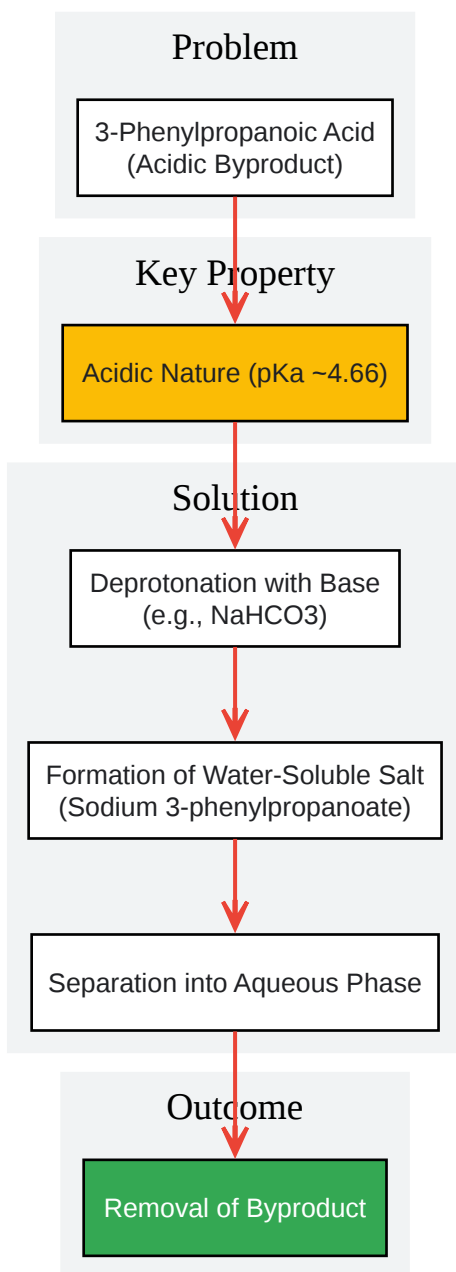 Problem
3-Phenylpropanoic Acid
(Acidic Byproduct)
Key Property
Acidic Nature (pKa ~4.66)
Solution
Deprotonation with Base
(e.g., NaHCO3)
Formation of Water-Soluble Salt
(Sodium 3-phenylpropanoate)
Separation into Aqueous Phase
Outcome
Removal of Byproduct